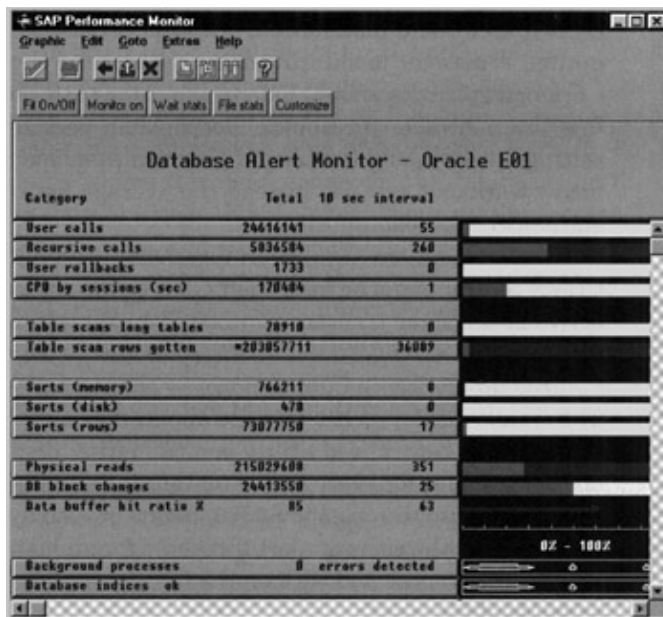 SAP Performance Monitor
Graphic Edit Goto Extras Help
Fit On/Off Monitor on Wait stats File stats Customize
Database Alert Monitor - Oracle E01
Category Total 10 sec interval
User calls 24616141 55
Recursive calls 5036584 260
User rollbacks 1733 0
CPU by sessions (sec) 170404 1
Table scans long tables 78910 0
Table scan rows gotten *203057711 36089
Sorts (memory) 766211 0
Sorts (disk) 470 0
Sorts (rows) 73077750 17
Physical reads 215029600 351
DB block changes 24413550 25
Data buffer hit ratio % 85 63
0% - 100%
Background processes 0 errors detected
Database indices ok